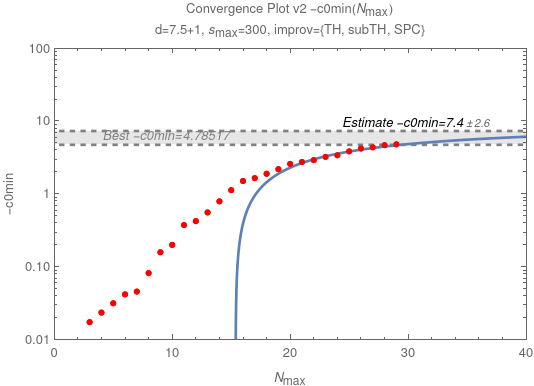 Convergence Plot v2 −c0min(Nmax)
d=7.5+1, smax=300, improv={TH, subTH, SPC}
100
Estimate −c0min=7.4 ±2.6
10
Best −c0min=4.78517
1
−c0min
0.10
0.01
0 10 20 30 40
Nmax